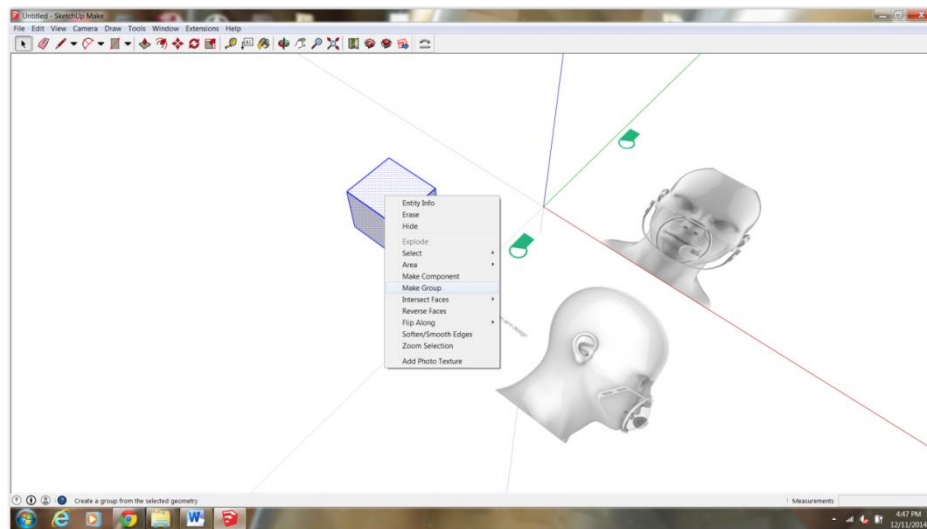 Untitled - SketchUp Make
File Edit View Camera Draw Tools Window Extensions Help
Entity Info
Erase
Hide
Explode
Select
Area
Make Component
Make Group
Intersect Faces
Reverse Faces
Flip Along
Soften/Smooth Edges
Zoom Selection
Add Photo Texture
design
Create a group from the selected geometry
Measurements
4:47 PM
12/11/2014